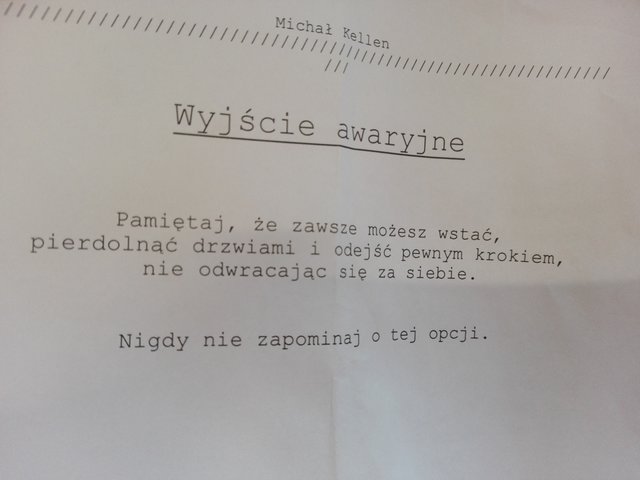 Michał Kellen
////////////////////////////////////////////////////////////////////////////////
///
Wyjście awaryjne
Pamiętaj, że zawsze możesz wstać,
pierdolnąć drzwiami i odejść pewnym krokiem,
nie odwracając się za siebie.
Nigdy nie zapominaj o tej opcji.